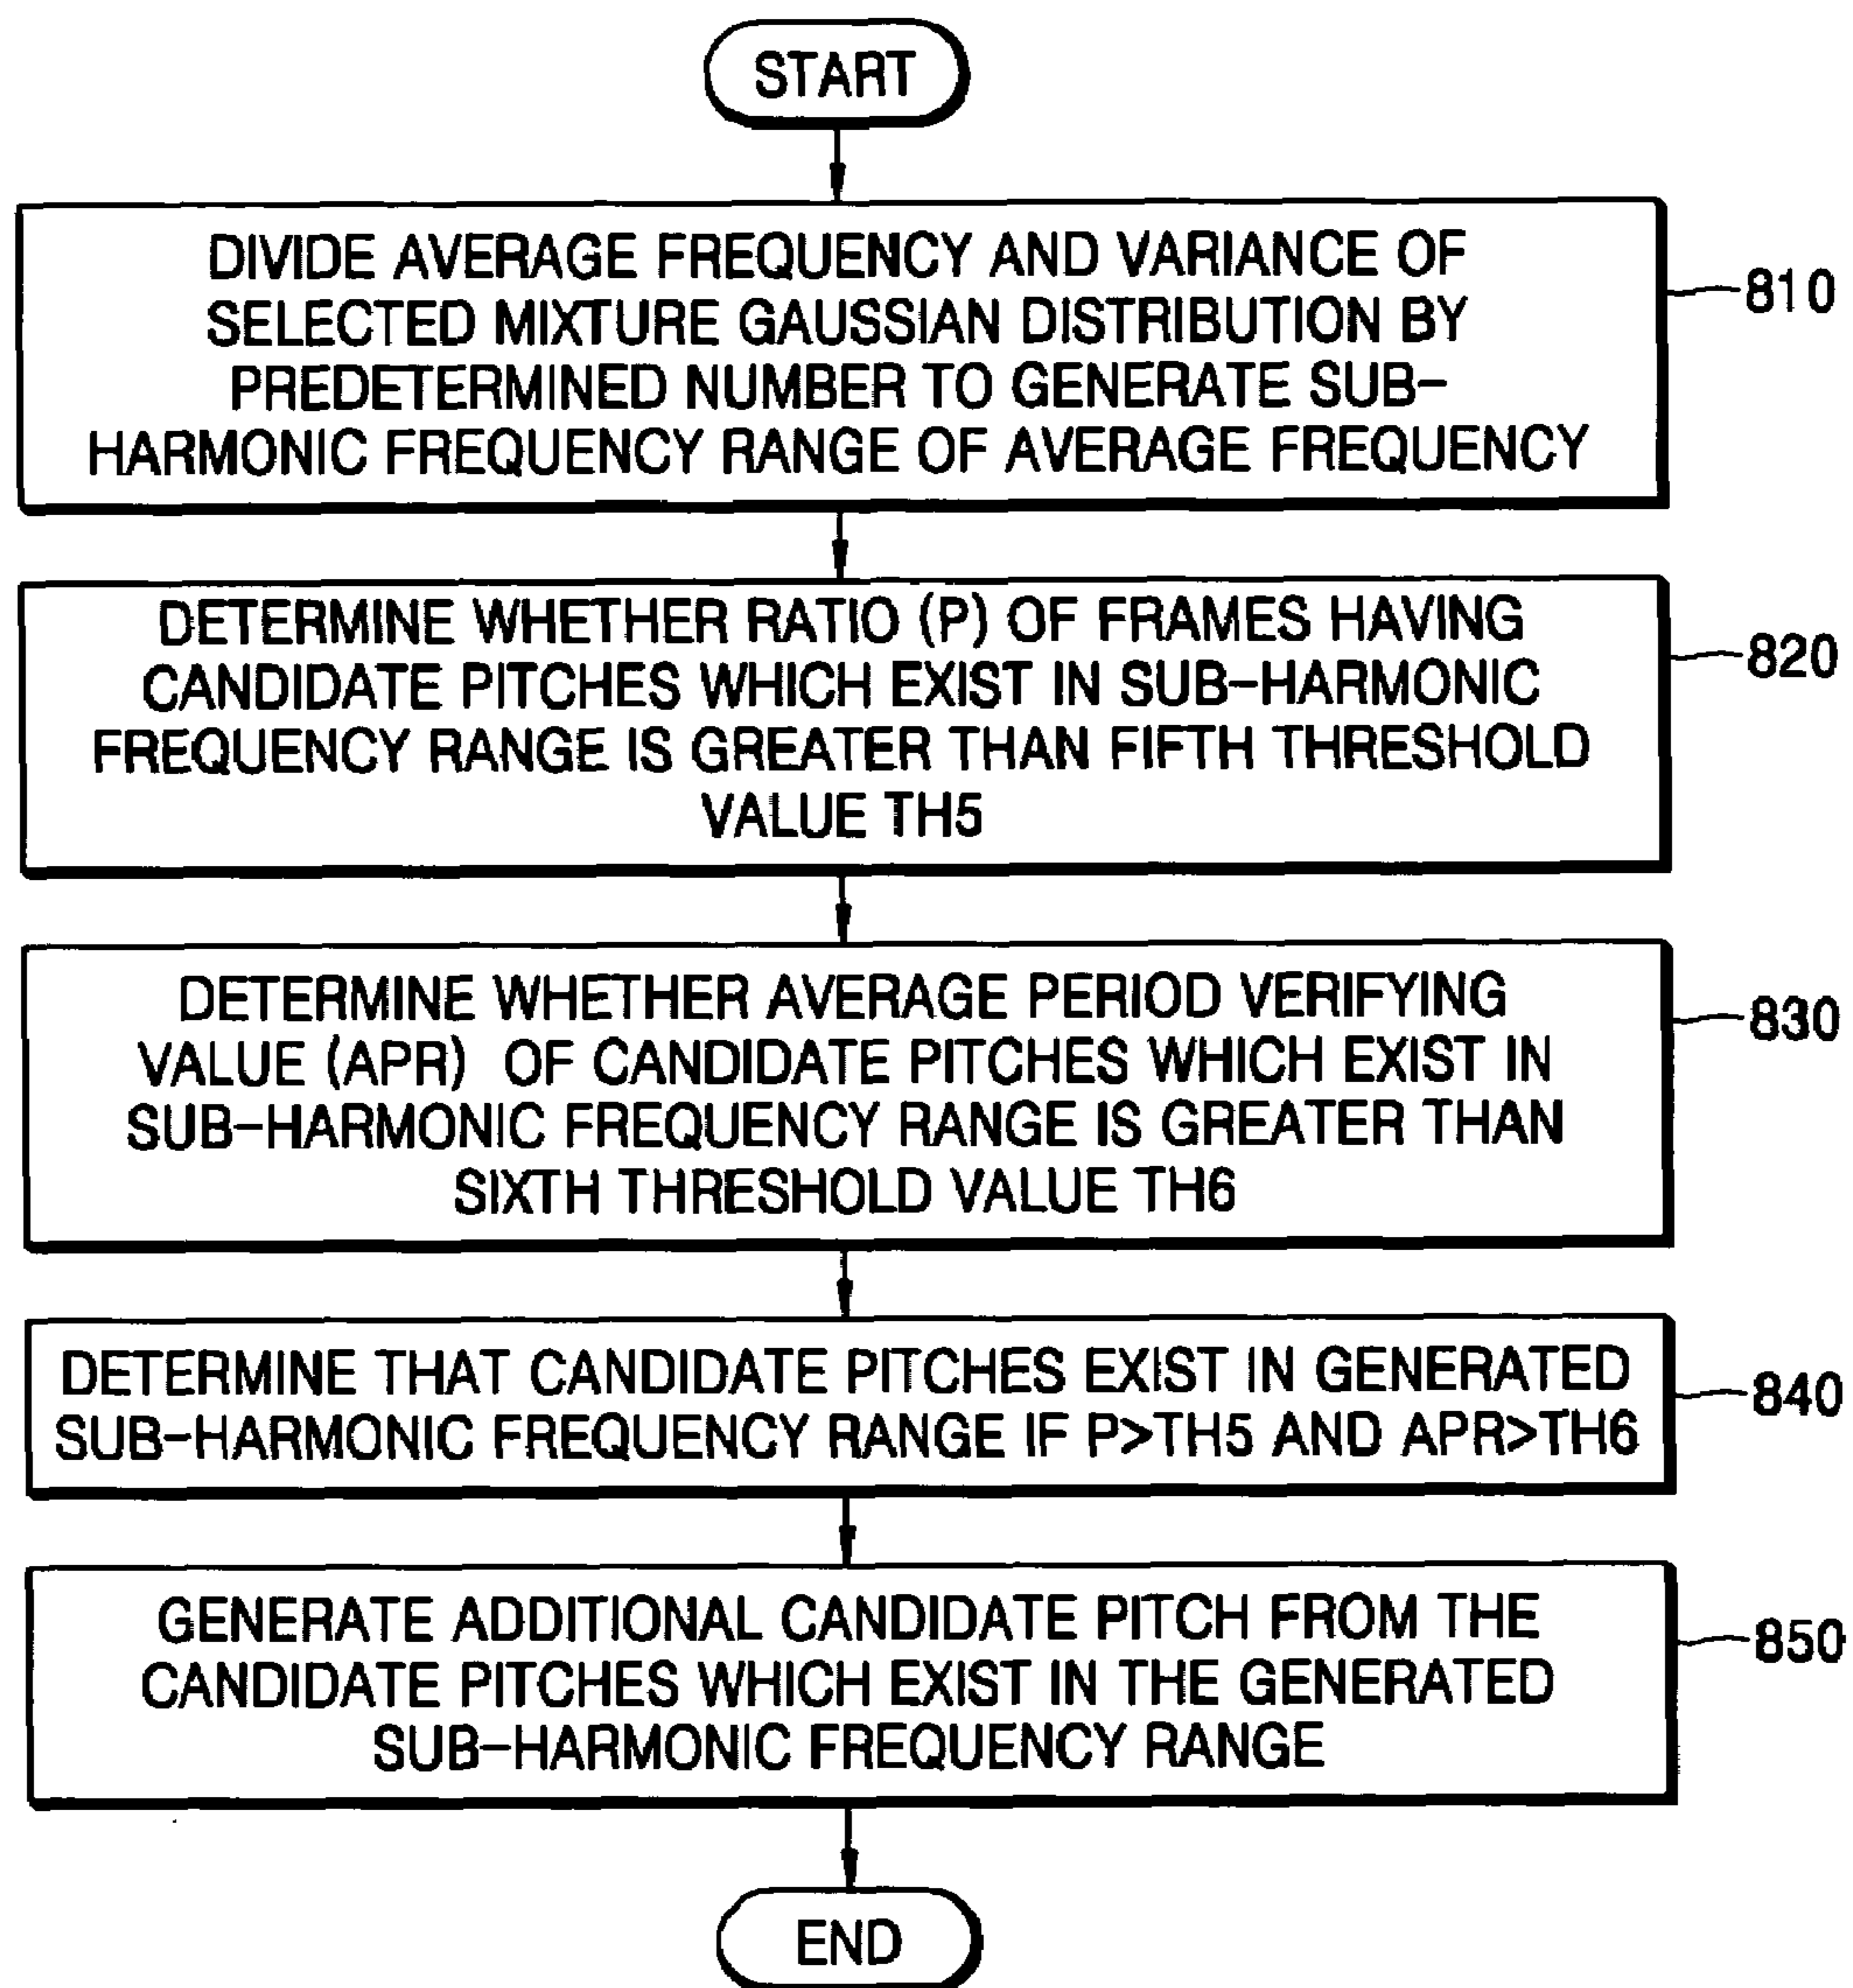 START
DIVIDE AVERAGE FREQUENCY AND VARIANCE OF
SELECTED MIXTURE GAUSSIAN DISTRIBUTION BY
PREDETERMINED NUMBER TO GENERATE SUB-
HARMONIC FREQUENCY RANGE OF AVERAGE FREQUENCY
810
DETERMINE WHETHER RATIO (P) OF FRAMES HAVING
CANDIDATE PITCHES WHICH EXIST IN SUB-HARMONIC
FREQUENCY RANGE IS GREATER THAN FIFTH THRESHOLD
VALUE TH5
820
DETERMINE WHETHER AVERAGE PERIOD VERIFYING
VALUE (APR) OF CANDIDATE PITCHES WHICH EXIST IN
SUB-HARMONIC FREQUENCY RANGE IS GREATER THAN
SIXTH THRESHOLD VALUE TH6
830
DETERMINE THAT CANDIDATE PITCHES EXIST IN GENERATED
SUB-HARMONIC FREQUENCY RANGE IF P>TH5 AND APR>TH6
840
GENERATE ADDITIONAL CANDIDATE PITCH FROM THE
CANDIDATE PITCHES WHICH EXIST IN THE GENERATED
SUB-HARMONIC FREQUENCY RANGE
850
END